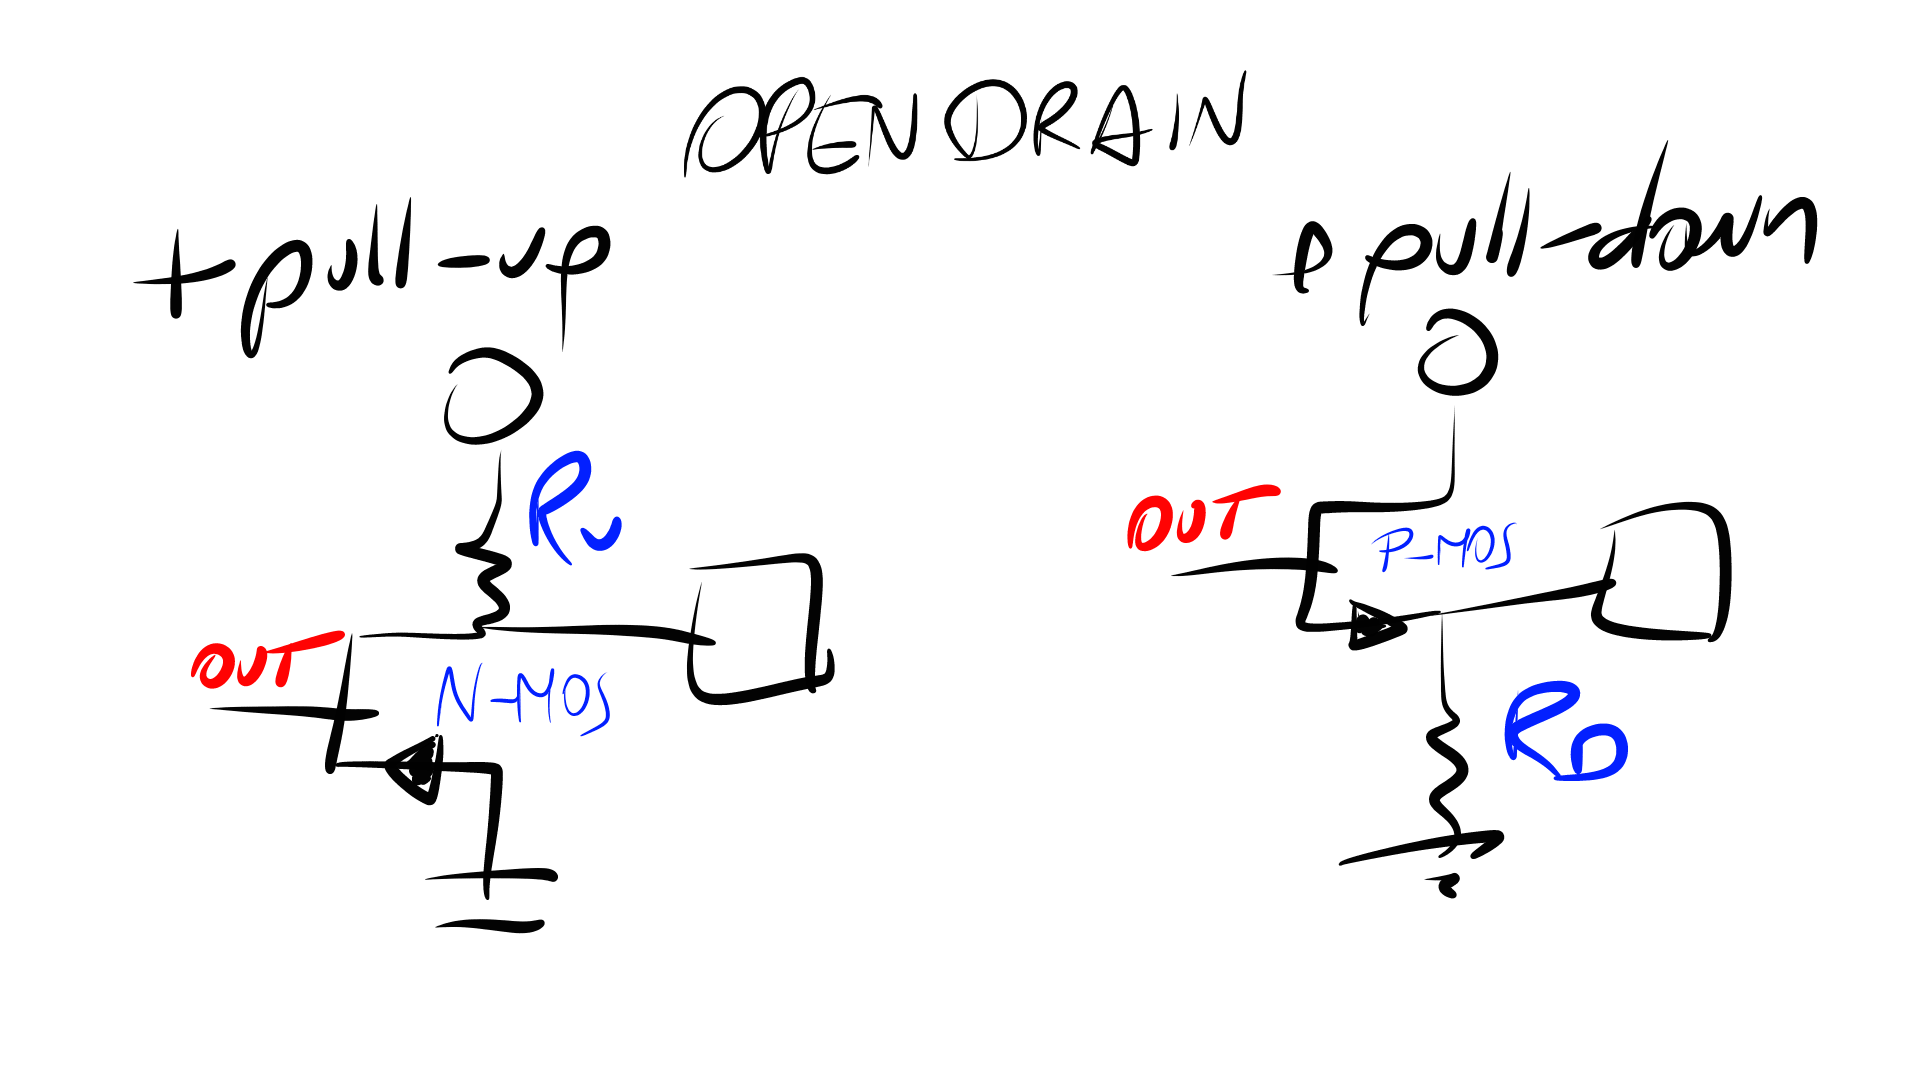 OPEN DRAIN
+pull-up
e pull-down
RU
OUT
P-MOS
OUT
N-MOS
RD